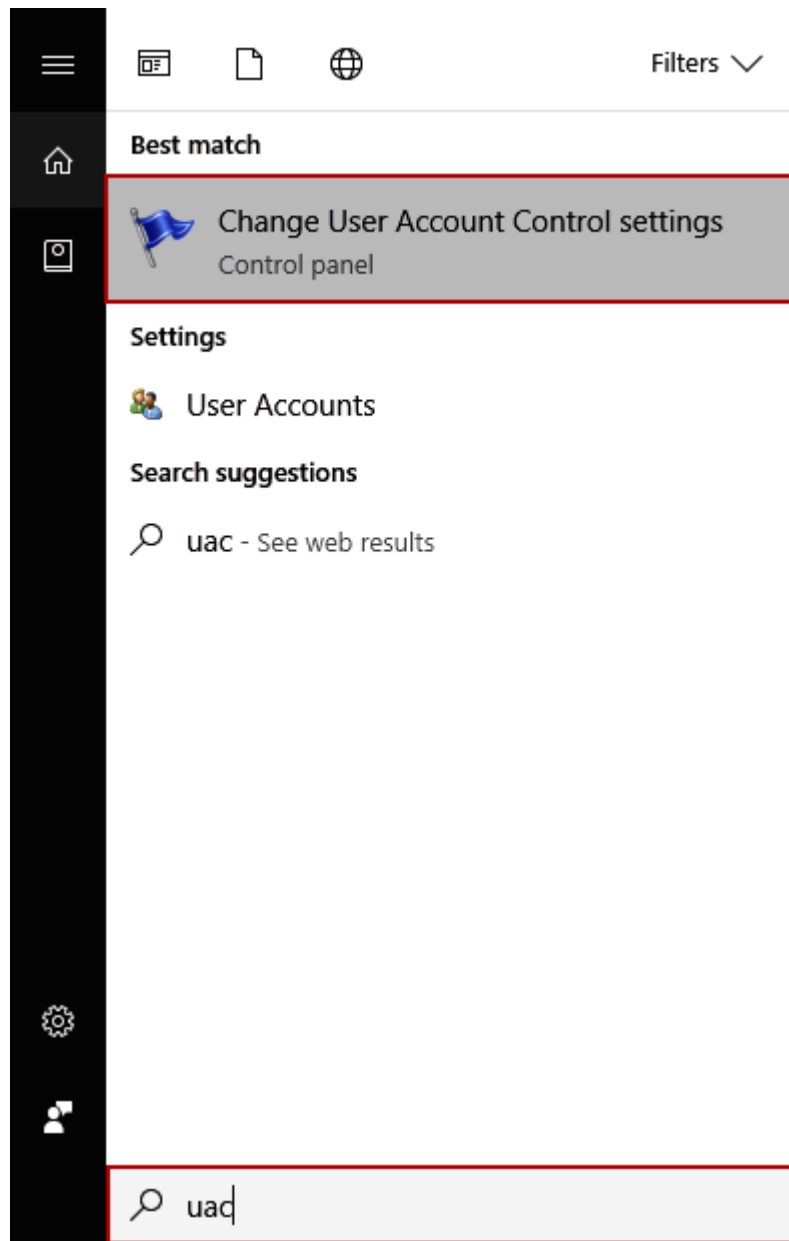 Filters
Best match
Change User Account Control settings
Control panel
Settings
User Accounts
Search suggestions
uac - See web results
uac